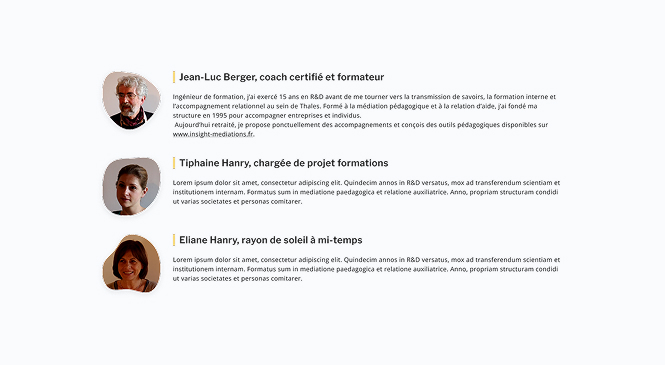 Jean-Luc Berger, coach certifié et formateur
Ingénieur de formation, j'ai exercé 15 ans en R&D avant de me tourner vers la transmission de savoirs, la formation interne et
l'accompagnement relationnel au sein de Thales. Formé à la médiation pédagogique et à la relation d'aide, j'ai fondé ma
structure en 1995 pour accompagner entreprises et individus.
Aujourd'hui retraité, je propose ponctuellement des accompagnements et conçois des outils pédagogiques disponibles sur
www.insight-mediations.fr.
Tiphaine Hanry, chargée de projet formations
Lorem ipsum dolor sit amet, consectetur adipiscing elit. Quindecim annos in R&D versatus, mox ad transferendum scientiam et
institutionem internam. Formatus sum in mediatione paedagogica et relatione auxiliatrice. Anno, propriam structuram condidi
ut varias societates et personas comitarer.
Eliane Hanry, rayon de soleil à mi-temps
Lorem ipsum dolor sit amet, consectetur adipiscing elit. Quindecim annos in R&D versatus, mox ad transferendum scientiam et
institutionem internam. Formatus sum in mediatione paedagogica et relatione auxiliatrice. Anno, propriam structuram condidi
ut varias societates et personas comitarer.